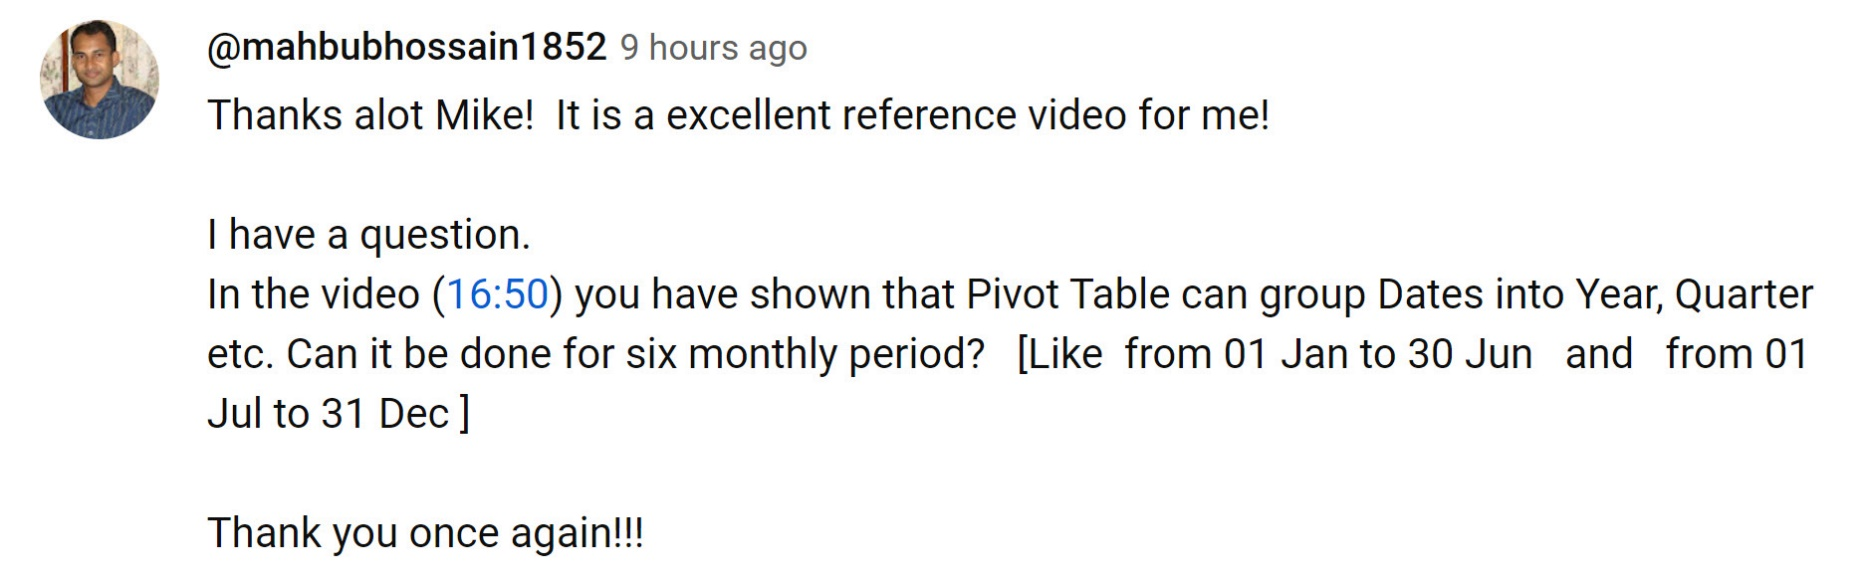 @mahbubhossain1852 9 hours ago
Thanks alot Mike!  It is a excellent reference video for me!
I have a question.
In the video (16:50) you have shown that Pivot Table can group Dates into Year, Quarter
etc. Can it be done for six monthly period?   [Like  from 01 Jan to 30 Jun   and   from 01
Jul to 31 Dec ]
Thank you once again!!!